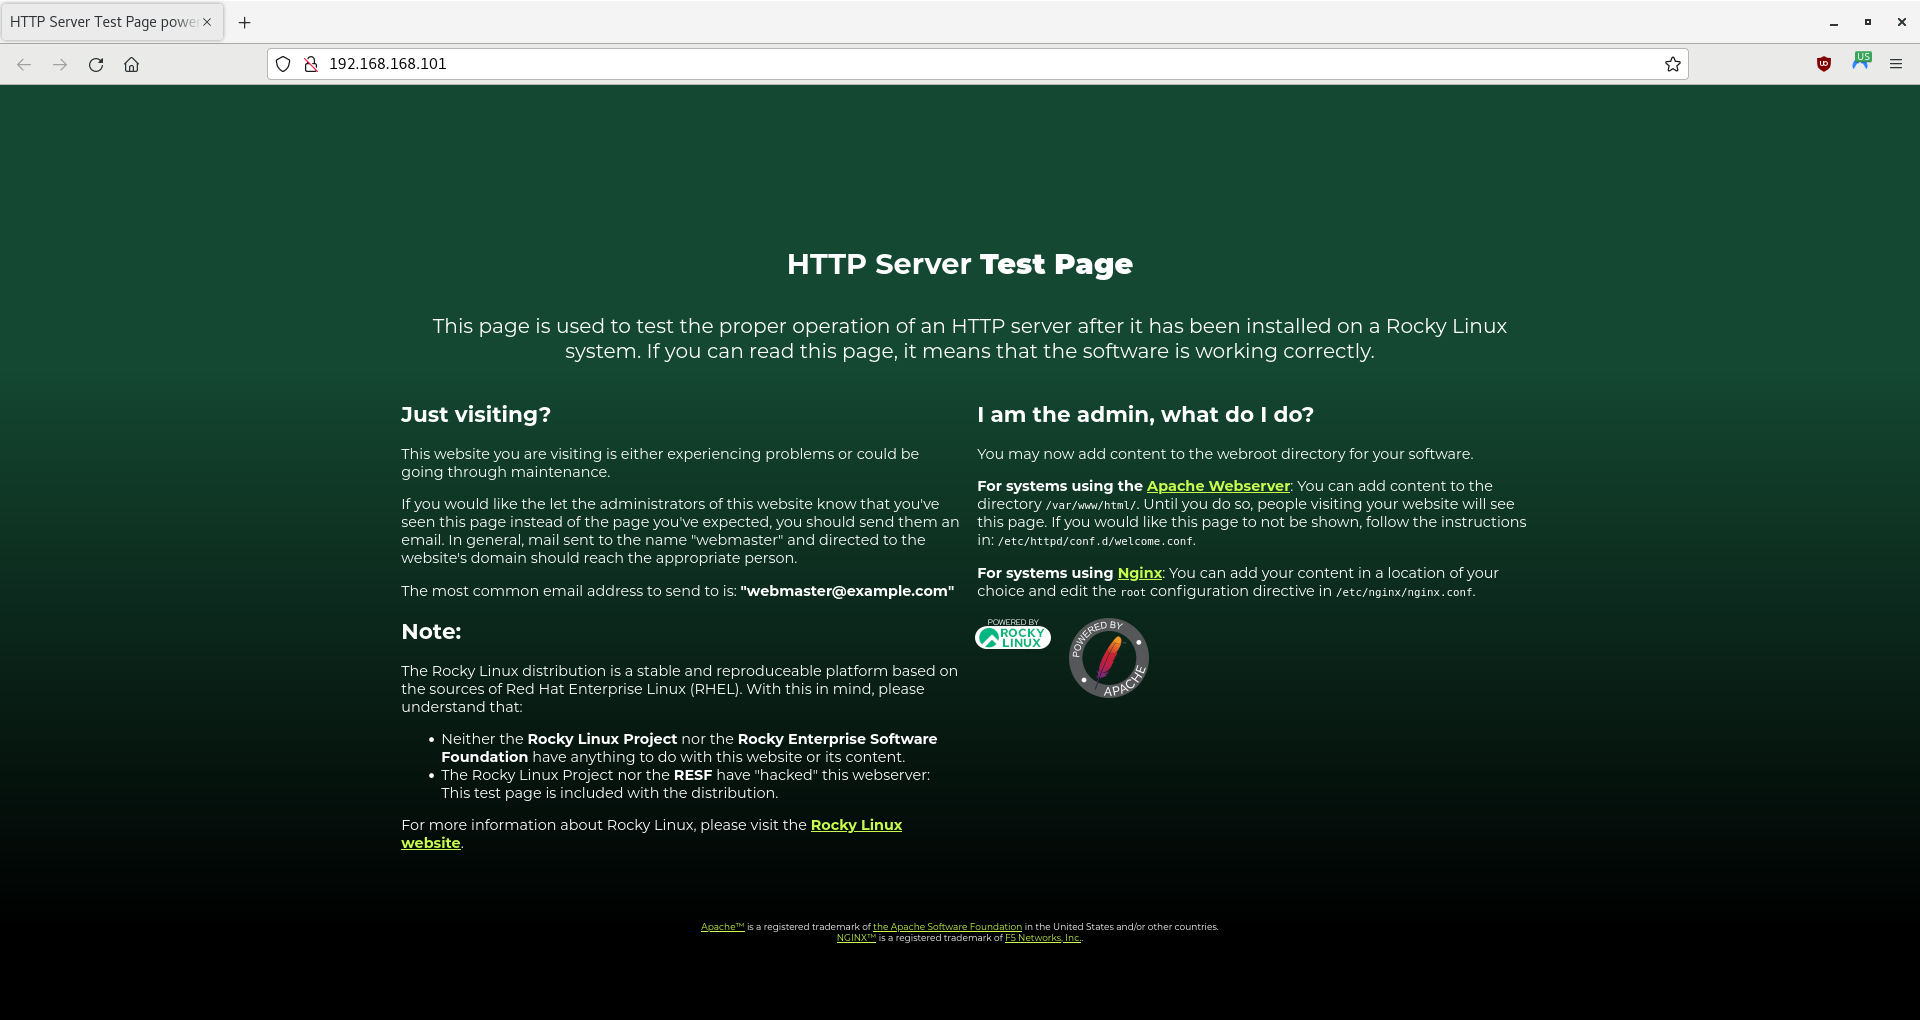 HTTP Server Test Page powe
US
192.168.168.101
HTTP Server Test Page
This page is used to test the proper operation of an HTTP server after it has been installed on a Rocky Linux
system. If you can read this page, it means that the software is working correctly.
Just visiting?
This website you are visiting is either experiencing problems or could be
going through maintenance.
If you would like the let the administrators of this website know that you've
seen this page instead of the page you've expected, you should send them an
email. In general, mail sent to the name "webmaster" and directed to the
website's domain should reach the appropriate person.
The most common email address to send to is: "webmaster@example.com"
Note:
The Rocky Linux distribution is a stable and reproduceable platform based on
the sources of Red Hat Enterprise Linux (RHEL). With this in mind, please
understand that:
• Neither the Rocky Linux Project nor the Rocky Enterprise Software
Foundation have anything to do with this website or its content.
• The Rocky Linux Project nor the RESF have "hacked" this webserver:
This test page is included with the distribution.
For more information about Rocky Linux, please visit the Rocky Linux
website.
I am the admin, what do I do?
You may now add content to the webroot directory for your software.
For systems using the Apache Webserver: You can add content to the
directory /var/www/html/. Until you do so, people visiting your website will see
this page. If you would like this page to not be shown, follow the instructions
in: /etc/httpd/conf.d/welcome.conf.
For systems using Nginx: You can add your content in a location of your
choice and edit the root configuration directive in /etc/nginx/nginx.conf.
POWERED BY
ROCKY
LINUX
POWERED BY
APACHE
Apache™ is a registered trademark of the Apache Software Foundation in the United States and/or other countries.
NGINX™ is a registered trademark of F5 Networks, Inc..